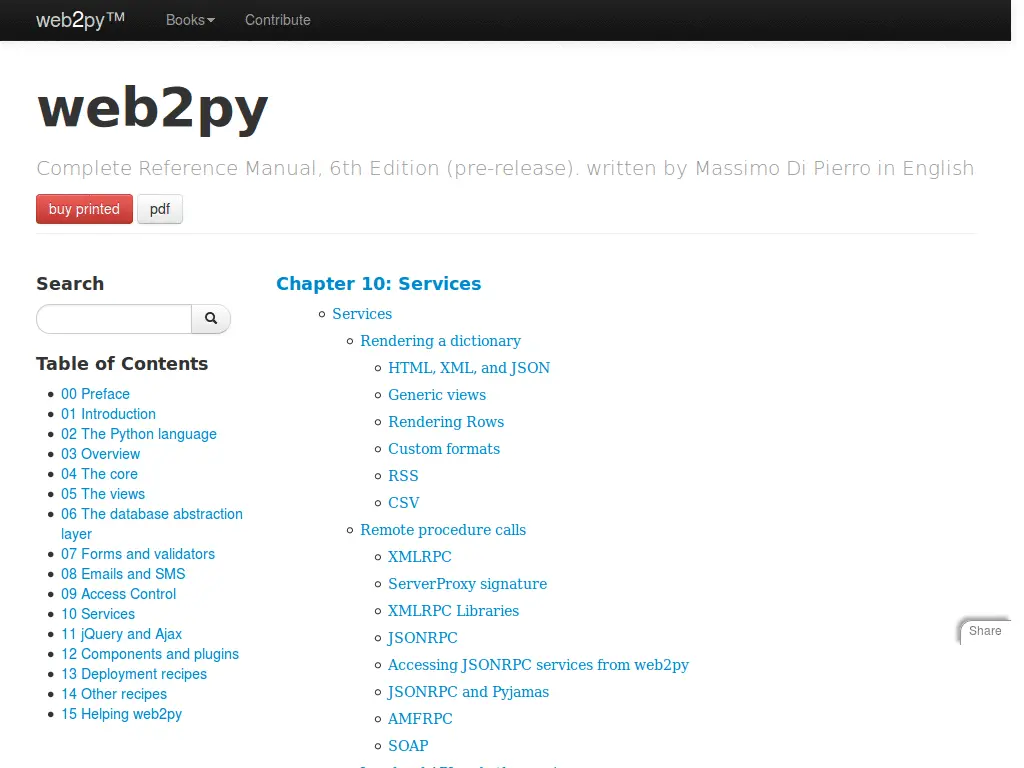 web2py™ Books Contribute
web2py
Complete Reference Manual, 6th Edition (pre-release). written by Massimo Di Pierro in English
buy printed pdf
Search
Table of Contents
00 Preface
01 Introduction
02 The Python language
03 Overview
04 The core
05 The views
06 The database abstraction
layer
07 Forms and validators
08 Emails and SMS
09 Access Control
10 Services
11 jQuery and Ajax
12 Components and plugins
13 Deployment recipes
14 Other recipes
15 Helping web2py
Chapter 10: Services
Services
Rendering a dictionary
HTML, XML, and JSON
Generic views
Rendering Rows
Custom formats
RSS
CSV
Remote procedure calls
XMLRPC
ServerProxy signature
XMLRPC Libraries
JSONRPC
Accessing JSONRPC services from web2py
JSONRPC and Pyjamas
AMFRPC
SOAP
Share